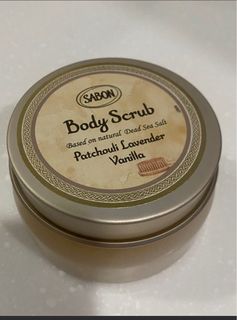 SABON
Body Scrub
Based on natural Dead Sea Salt
Patchouli Lavender
Vanilla